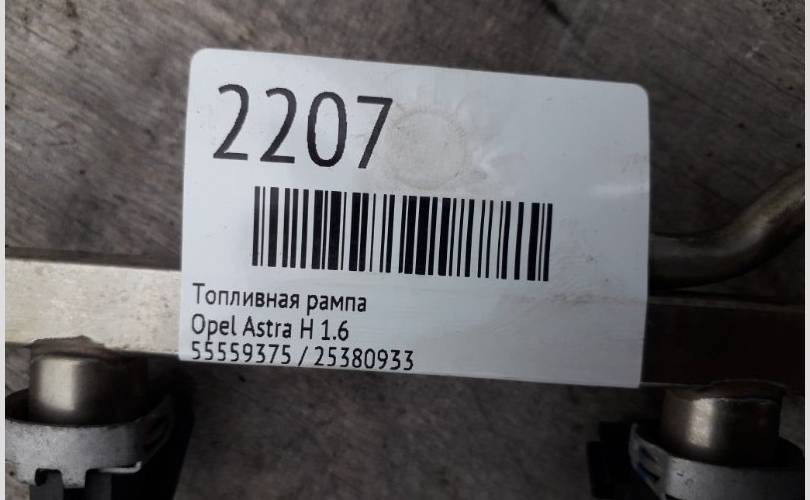 2207
Топливная рампа
Opel Astra H 1.6
55559375 / 25380933